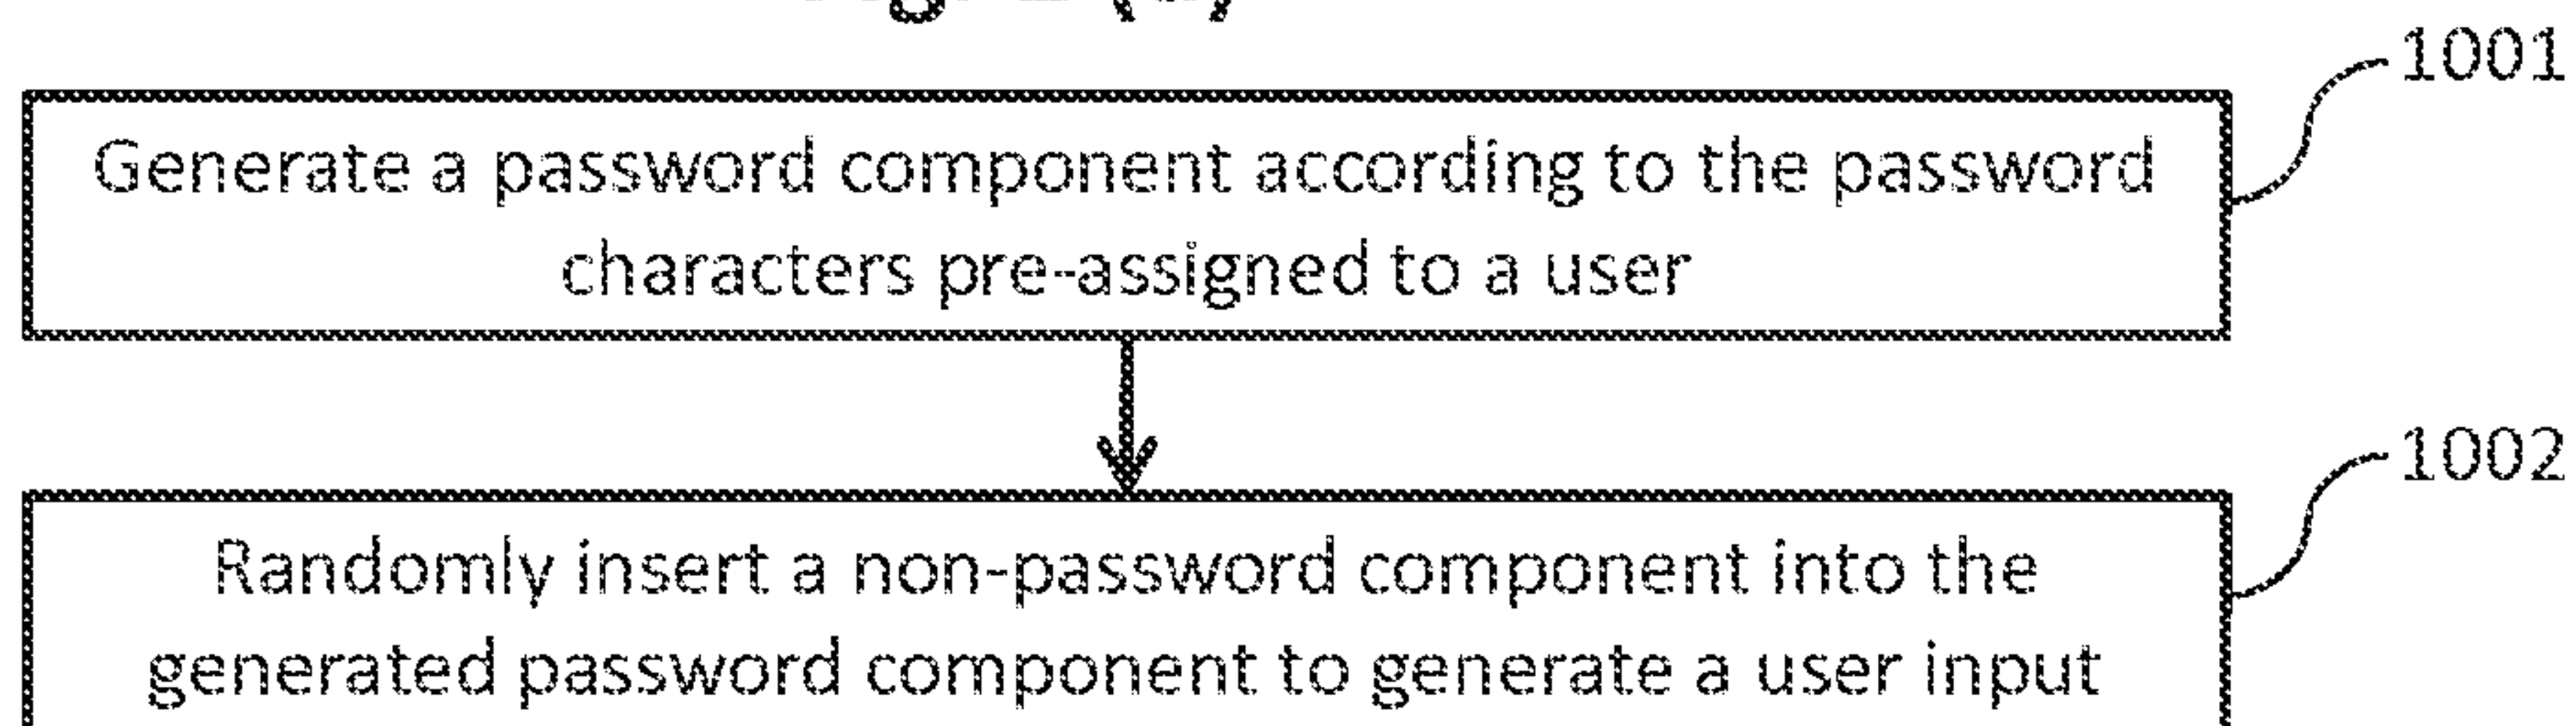 1001
Generate a password component according to the password
characters pre-assigned to a user
1002
Randomly insert a non-password component into the
generated password component to generate a user input